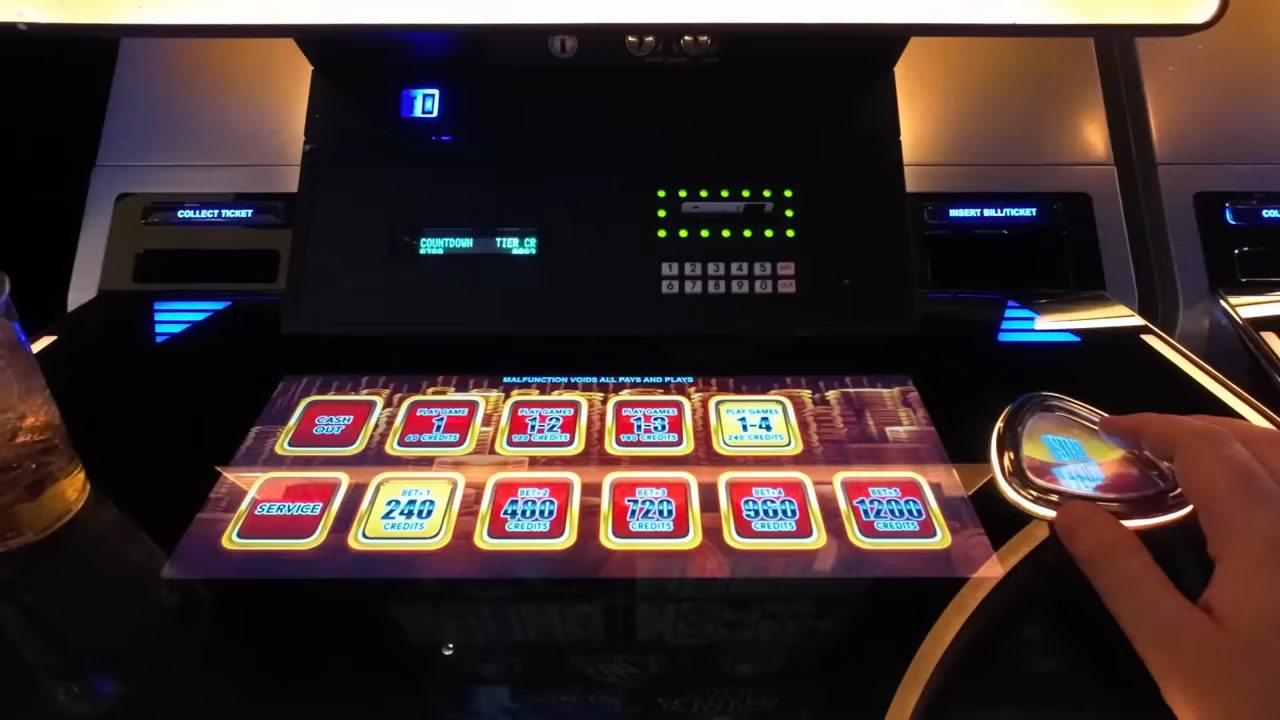 COLLECT TICKET
INSERT BILL/TICKET
COUNTDOWN TIER CR
1 2 3 4 5
6 7 8 9 0
MALFUNCTION VOIDS ALL PAYS AND PLAYS
CASH
OUT
PLAY GAME
1
60 CREDITS
PLAY GAMES
1-2
120 CREDITS
PLAY GAMES
1-3
180 CREDITS
PLAY GAMES
1-4
240 CREDITS
SERVICE
BET×1
240
CREDITS
BET×2
480
CREDITS
BET×3
720
CREDITS
BET×4
960
CREDITS
BET×5
1200
CREDITS